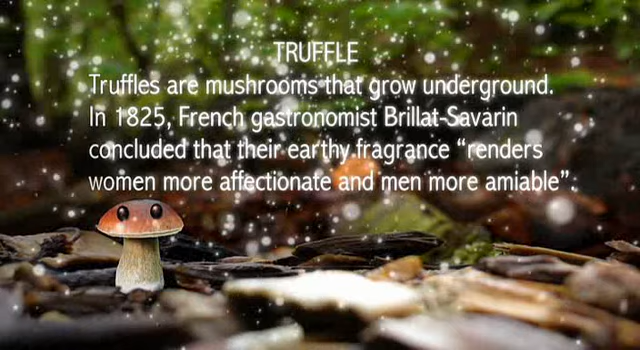 TRUFFLE
Truffles are mushrooms that grow underground.
In 1825, French gastronomist Brillat-Savarin
concluded that their earthy fragrance “renders
women more affectionate and men more amiable”.